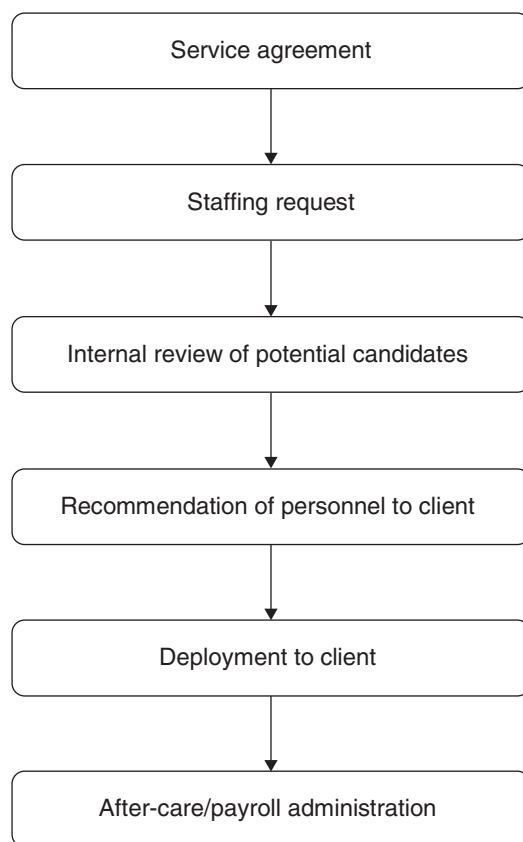 Service agreement
Staffing request
Internal review of potential candidates
Recommendation of personnel to client
Deployment to client
After-care/payroll administration